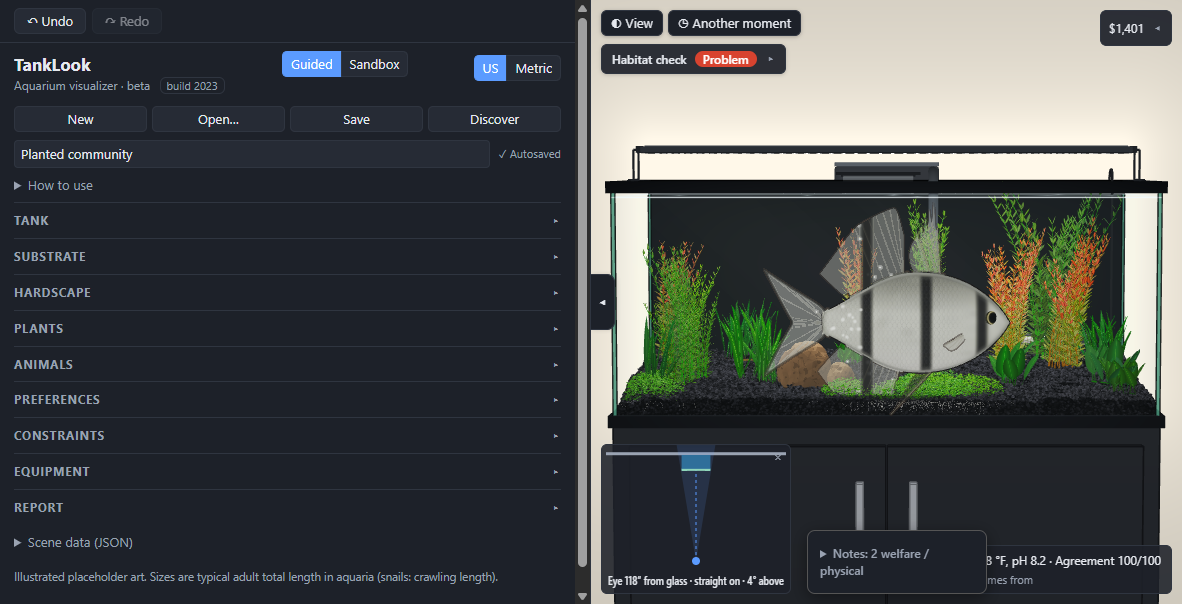 Undo
Redo
TankLook
Aquarium visualizer · beta
build 2023
Guided
Sandbox
US
Metric
New
Open...
Save
Discover
Planted community
✓ Autosaved
How to use
TANK
SUBSTRATE
HARDSCAPE
PLANTS
ANIMALS
PREFERENCES
CONSTRAINTS
EQUIPMENT
REPORT
Scene data (JSON)
Illustrated placeholder art. Sizes are typical adult total length in aquaria (snails: crawling length).
View
Another moment
$1,401
Habitat check
Problem
Eye 118" from glass · straight on · 4° above
Notes: 2 welfare /
physical
8 °F, pH 8.2 · Agreement 100/100
mes from